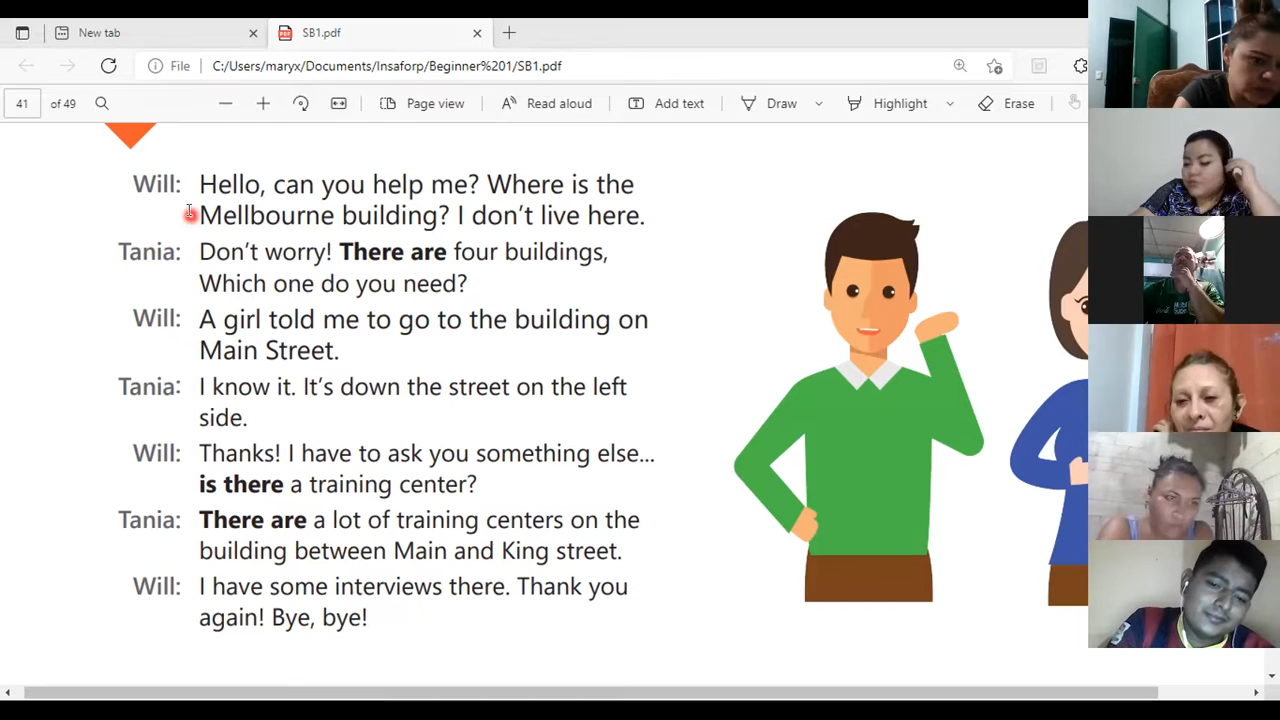 New tab
SB1.pdf
File C:/Users/maryx/Documents/Insaforp/Beginner%201/SB1.pdf
41 of 49 Page view Read aloud Add text Draw Highlight Erase
Will: Hello, can you help me? Where is the
Mellbourne building? I don't live here.
Tania: Don't worry! There are four buildings,
Which one do you need?
Will: A girl told me to go to the building on
Main Street.
Tania: I know it. It's down the street on the left
side.
Will: Thanks! I have to ask you something else...
is there a training center?
Tania: There are a lot of training centers on the
building between Main and King street.
Will: I have some interviews there. Thank you
again! Bye, bye!